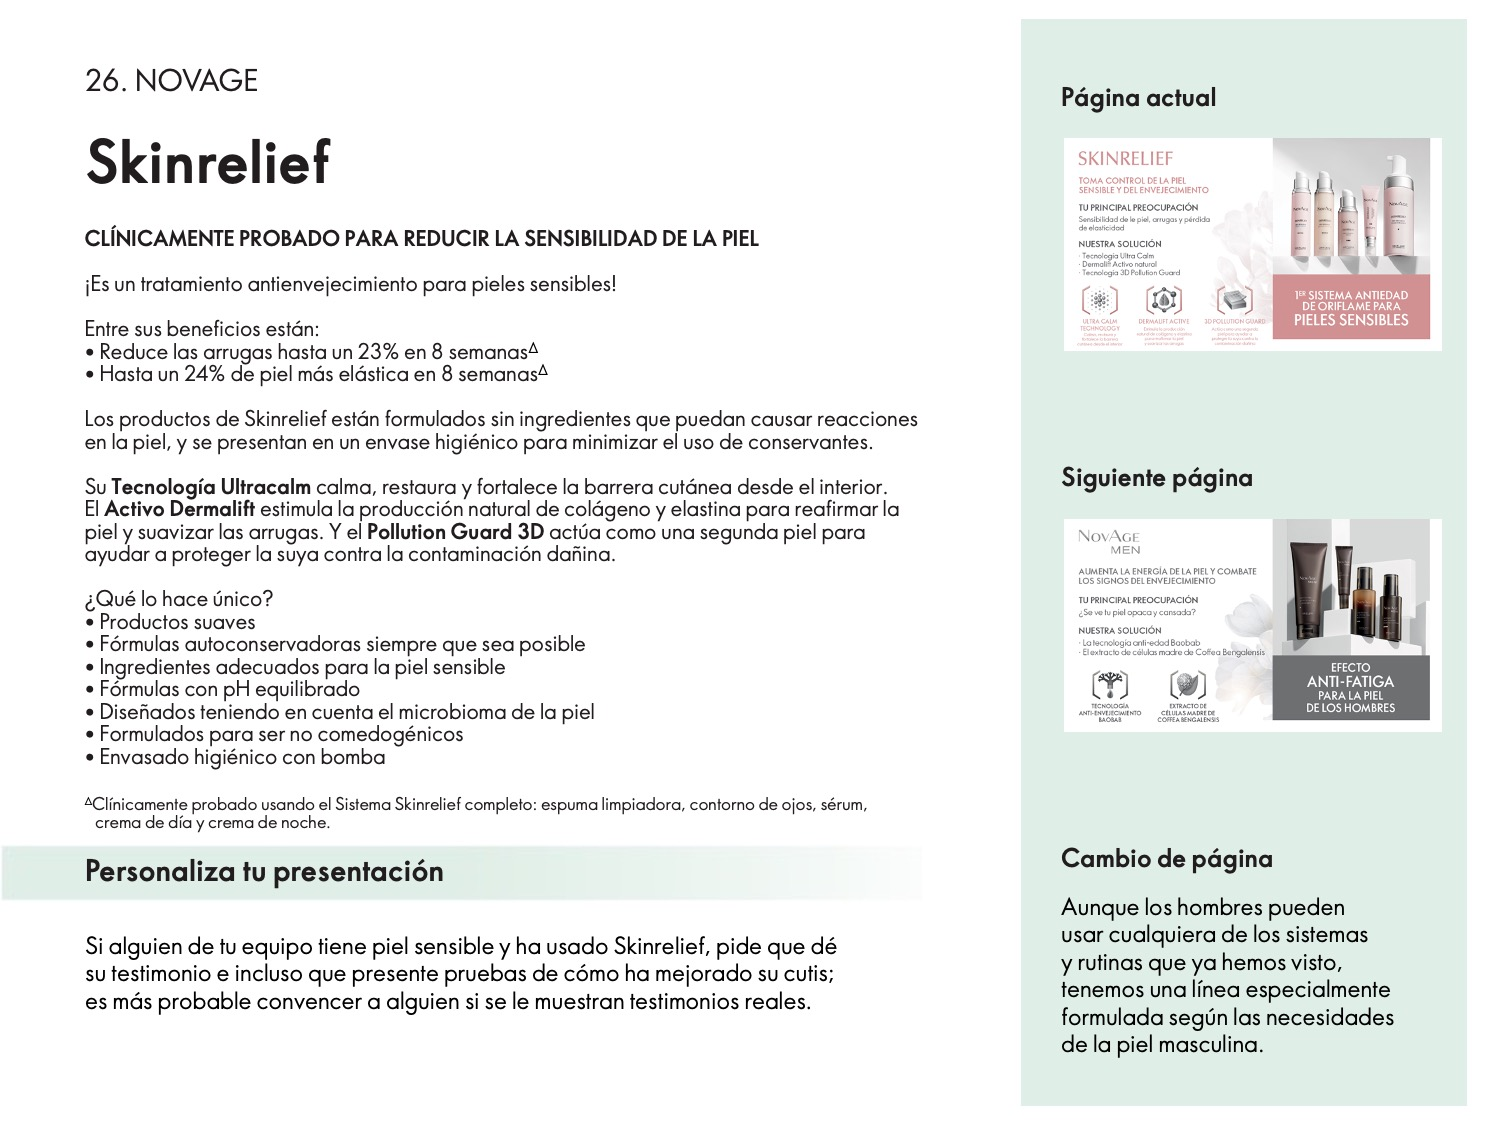 26. NOVAGE
Skinrelief
CLÍNICAMENTE PROBADO PARA REDUCIR LA SENSIBILIDAD DE LA PIEL
¡Es un tratamiento antienvejecimiento para pieles sensibles!
Entre sus beneficios están:
• Reduce las arrugas hasta un 23% en 8 semanasᐃ
• Hasta un 24% de piel más elástica en 8 semanasᐃ
Los productos de Skinrelief están formulados sin ingredientes que puedan causar reacciones
en la piel, y se presentan en un envase higiénico para minimizar el uso de conservantes.
Su Tecnología Ultracalm calma, restaura y fortalece la barrera cutánea desde el interior.
El Activo Dermalift estimula la producción natural de colágeno y elastina para reafirmar la
piel y suavizar las arrugas. Y el Pollution Guard 3D actúa como una segunda piel para
ayudar a proteger la suya contra la contaminación dañina.
¿Qué lo hace único?
• Productos suaves
• Fórmulas autoconservadoras siempre que sea posible
• Ingredientes adecuados para la piel sensible
• Fórmulas con pH equilibrado
• Diseñados teniendo en cuenta el microbioma de la piel
• Formulados para ser no comedogénicos
• Envasado higiénico con bomba
ᐃClínicamente probado usando el Sistema Skinrelief completo: espuma limpiadora, contorno de ojos, sérum,
crema de día y crema de noche.
Personaliza tu presentación
Si alguien de tu equipo tiene piel sensible y ha usado Skinrelief, pide que dé
su testimonio e incluso que presente pruebas de cómo ha mejorado su cutis;
es más probable convencer a alguien si se le muestran testimonios reales.
Página actual
SKINRELIEF
TOMA CONTROL DE LA PIEL
SENSIBLE Y DEL ENVEJECIMIENTO
TU PRINCIPAL PREOCUPACIÓN
Sensibilidad de le piel, arrugas y pérdida
de elasticidad
NUESTRA SOLUCIÓN
· Tecnología Ultra Calm
· Dermalift Activo natural
· Tecnología 3D Pollution Guard
ULTRA CALM
TECHNOLOGY
DERMALIFT ACTIVE
3D POLLUTION GUARD
NOVAGE
1ER SISTEMA ANTIEDAD
DE ORIFLAME PARA
PIELES SENSIBLES
Siguiente página
NOVAGE
MEN
AUMENTA LA ENERGÍA DE LA PIEL Y COMBATE
LOS SIGNOS DEL ENVEJECIMIENTO
TU PRINCIPAL PREOCUPACIÓN
¿Se ve tu piel opaca y cansada?
NUESTRA SOLUCIÓN
· La tecnología anti-edad Baobab
· El extracto de células madre de Coffea Bengalensis
TECNOLOGÍA
ANTI-ENVEJECIMIENTO
BAOBAB
EXTRACTO DE
CÉLULAS MADRE DE
COFFEA BENGALENSIS
EFECTO
ANTI-FATIGA
PARA LA PIEL
DE LOS HOMBRES
Cambio de página
Aunque los hombres pueden
usar cualquiera de los sistemas
y rutinas que ya hemos visto,
tenemos una línea especialmente
formulada según las necesidades
de la piel masculina.